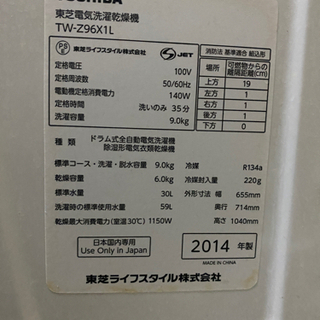 TOSHIBA
東芝電気洗濯乾燥機
TW-Z96X1L
PS E 東芝ライフスタイル株式会社 S-JET
定格電圧 100V
定格周波数 50/60Hz
電動機定格消費電力 140W
定格時間 洗いのみ 35分
洗濯容量 9.0kg
消防法 基準適合 組込形
場所 可燃物からの離隔距離(cm)
上方 19
左方 1
右方 1
前方
後方 1
下方 0
種類 ドラム式全自動電気洗濯機
除湿形電気衣類乾燥機
標準コース・洗濯・脱水容量 9.0kg 冷媒 R134a
乾燥容量 6.0kg 冷媒封入量 220g
標準水量 30L 外形寸法 幅 655mm
洗濯時の標準使用水量 59L 奥行 714mm
乾燥最大消費電力(室温30℃) 1150W 高さ 1040mm
日本国内専用
Use Only in Japan
2014 年製
東芝ライフスタイル株式会社
MADE IN CHINA